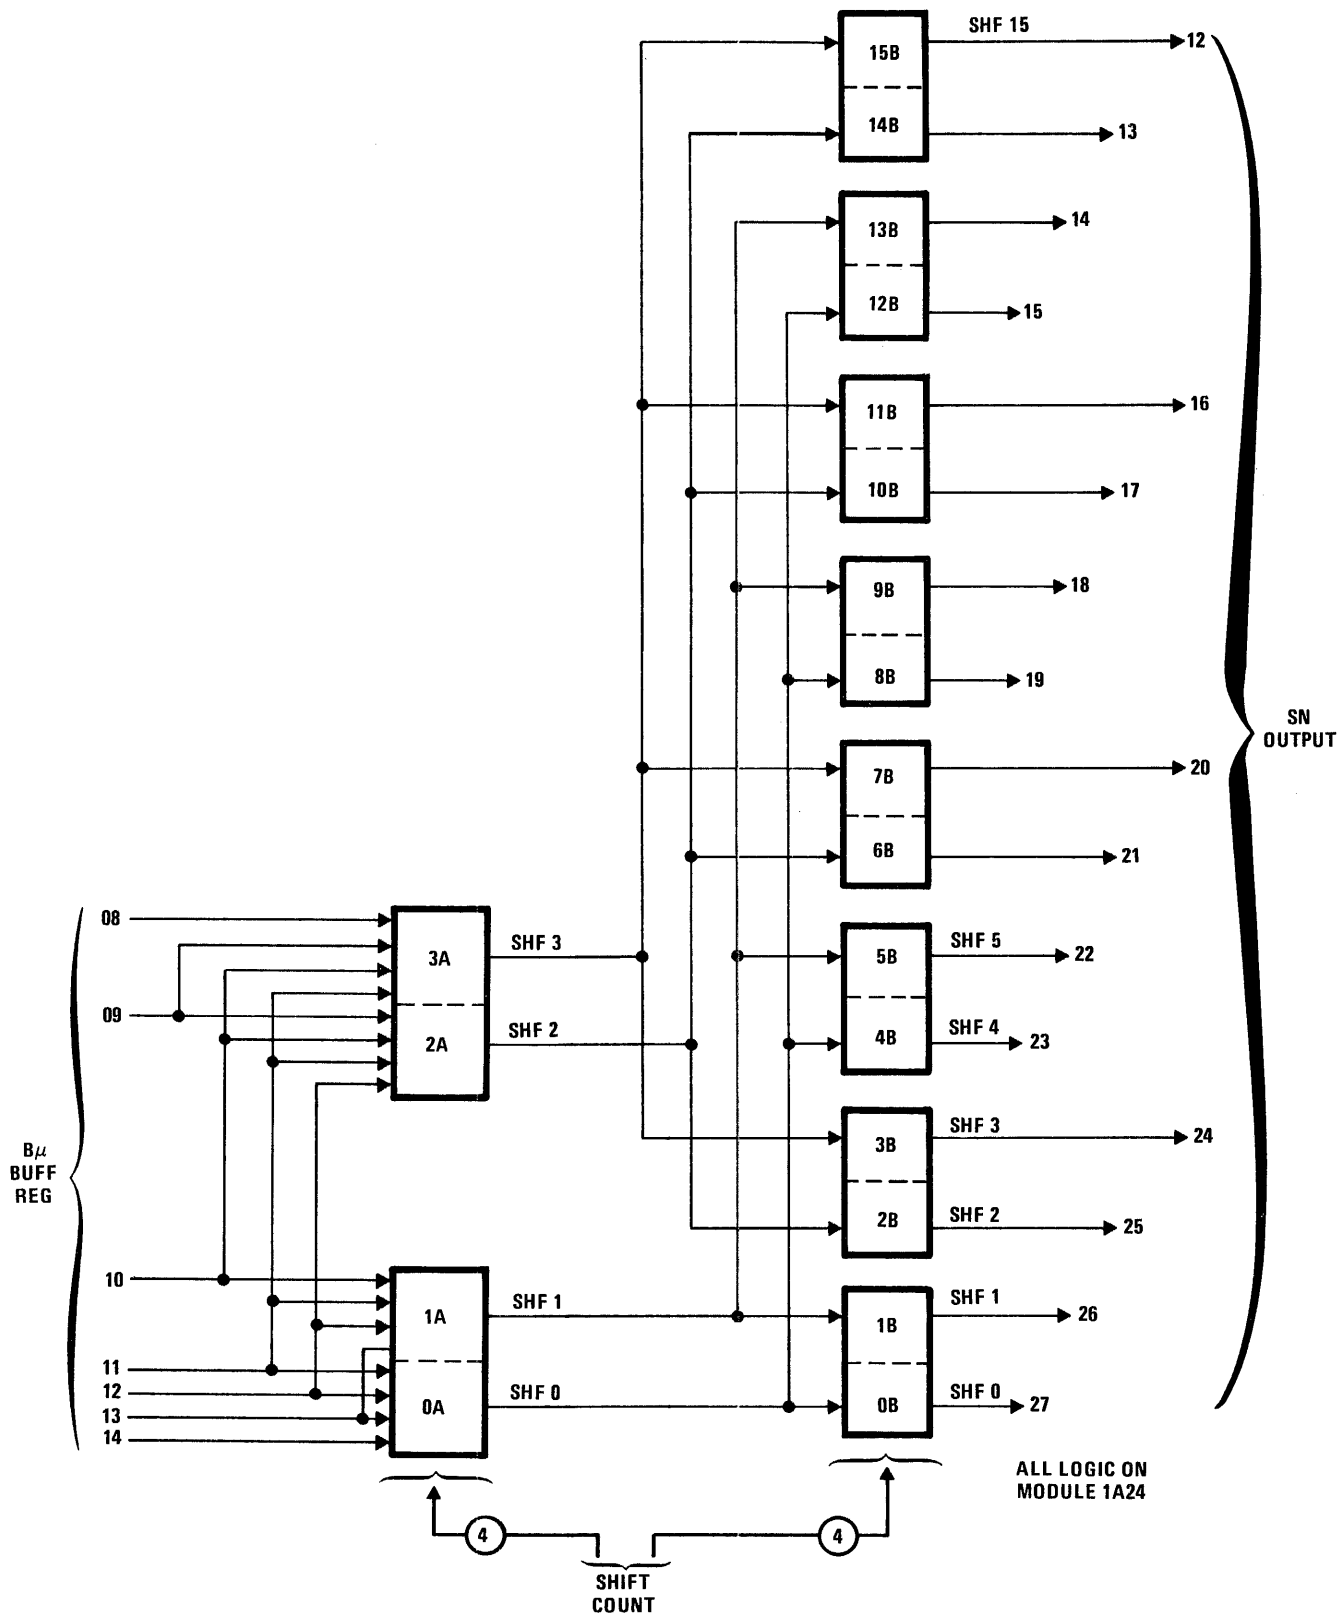 SHF 15
12
15B
14B
13
13B
14
12B
15
11B
16
10B
17
9B
18
8B
19
SN
OUTPUT
7B
20
6B
21
08
3A
SHF 3
5B
SHF 5
22
09
2A
SHF 2
4B
SHF 4
23
Bμ
BUFF
REG
3B
SHF 3
24
2B
SHF 2
25
10
1A
SHF 1
1B
SHF 1
26
11
12
13
14
0A
SHF 0
0B
SHF 0
27
ALL LOGIC ON
MODULE 1A24
4
4
SHIFT
COUNT